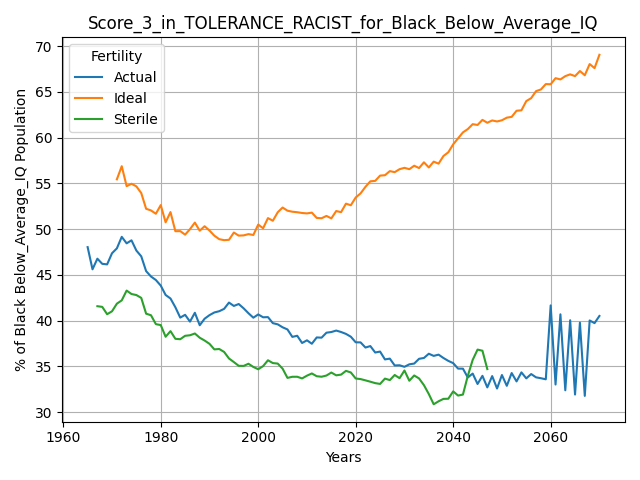 Score_3_in_TOLERANCE_RACIST_for_Black_Below_Average_IQ
% of Black Below_Average_IQ Population
70
65
60
55
50
45
40
35
30
Fertility
Actual
Ideal
Sterile
1960
1980
2000
2020
2040
2060
Years